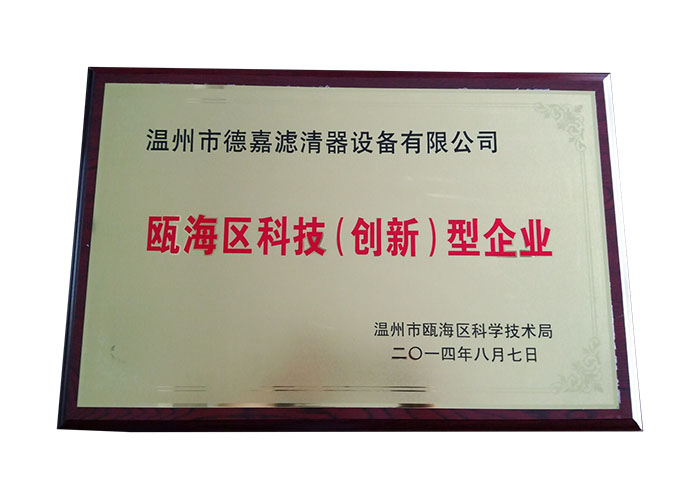 温州市德嘉滤清器设备有限公司
瓯海区科技(创新)型企业
温州市瓯海区科学技术局
二〇一四年八月七日